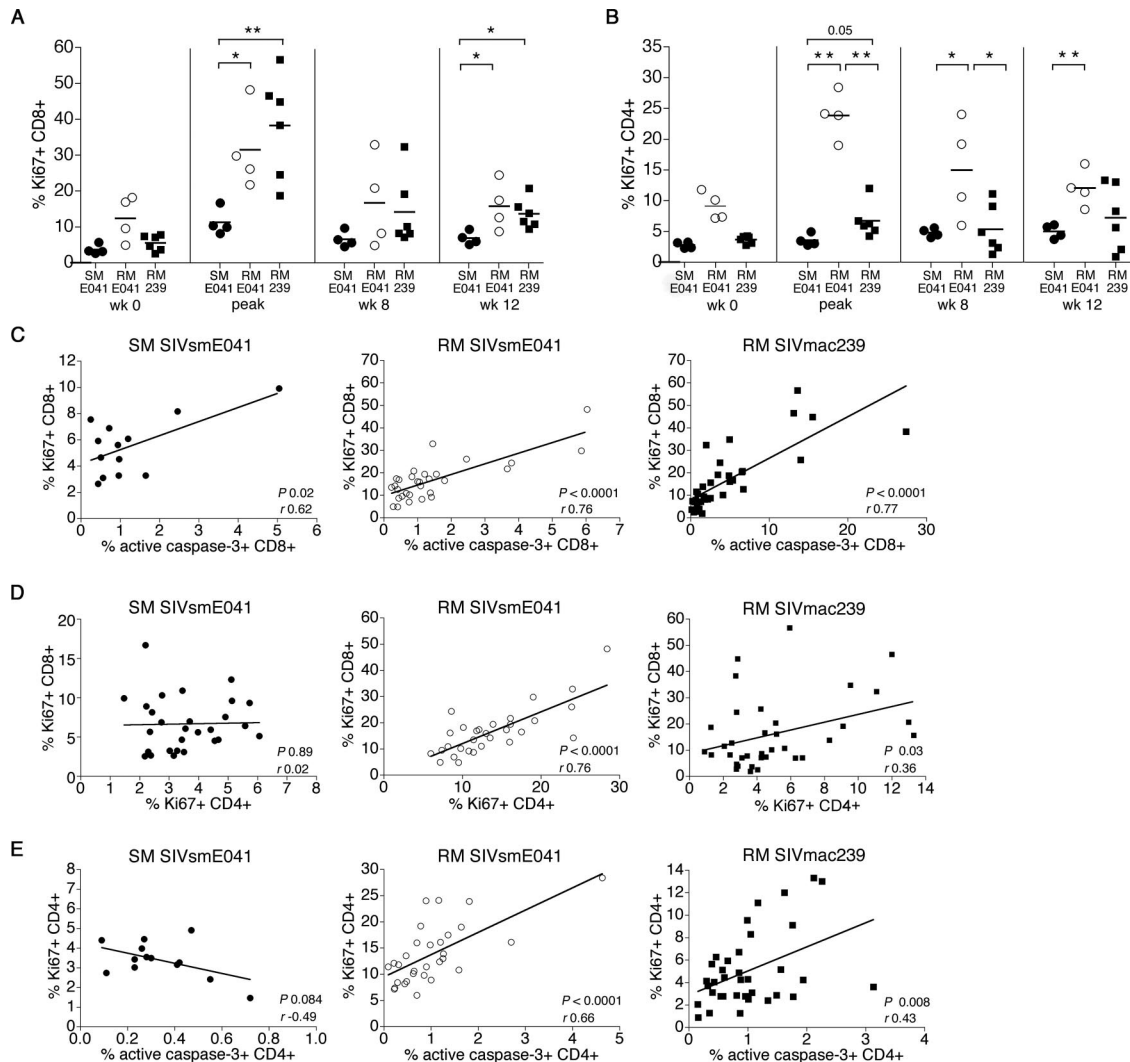 A
% Ki67+ CD8+
60
50
40
30
20
10
0
** 
*
*
*
SM E041 RM E041 RM 239
SM E041 RM E041 RM 239
SM E041 RM E041 RM 239
SM E041 RM E041 RM 239
wk 0 peak wk 8 wk 12
B
% Ki67+ CD4+
35
30
25
20
15
10
5
0
0.05
** **
* *
**
SM E041 RM E041 RM 239
SM E041 RM E041 RM 239
SM E041 RM E041 RM 239
SM E041 RM E041 RM 239
wk 0 peak wk 8 wk 12
C
SM SIVsmE041
% Ki67+ CD8+
12
10
8
6
4
2
0
P 0.02
r 0.62
0 1 2 3 4 5 6
% active caspase-3+ CD8+
RM SIVsmE041
% Ki67+ CD8+
70
60
50
40
30
20
10
0
P < 0.0001
r 0.76
0 1 2 3 4 5 6 7
% active caspase-3+ CD8+
RM SIVmac239
% Ki67+ CD8+
70
60
50
40
30
20
10
0
P < 0.0001
r 0.77
0 10 20 30
% active caspase-3+ CD8+
D
SM SIVsmE041
% Ki67+ CD8+
20
15
10
5
0
P 0.89
r 0.02
0 1 2 3 4 5 6 7 8
% Ki67+ CD4+
RM SIVsmE041
% Ki67+ CD8+
60
50
40
30
20
10
0
P < 0.0001
r 0.76
0 10 20 30
% Ki67+ CD4+
RM SIVmac239
% Ki67+ CD8+
60
50
40
30
20
10
0
P 0.03
r 0.36
0 2 4 6 8 10 12 14
% Ki67+ CD4+
E
SM SIVsmE041
% Ki67+ CD4+
8
7
6
5
4
3
2
1
0
P 0.084
r -0.49
0.0 0.2 0.4 0.6 0.8 1.0
% active caspase-3+ CD4+
RM SIVsmE041
% Ki67+ CD4+
30
25
20
15
10
5
0
P < 0.0001
r 0.66
0 1 2 3 4 5
% active caspase-3+ CD4+
RM SIVmac239
% Ki67+ CD4+
14
12
10
8
6
4
2
0
P 0.008
r 0.43
0 1 2 3 4
% active caspase-3+ CD4+